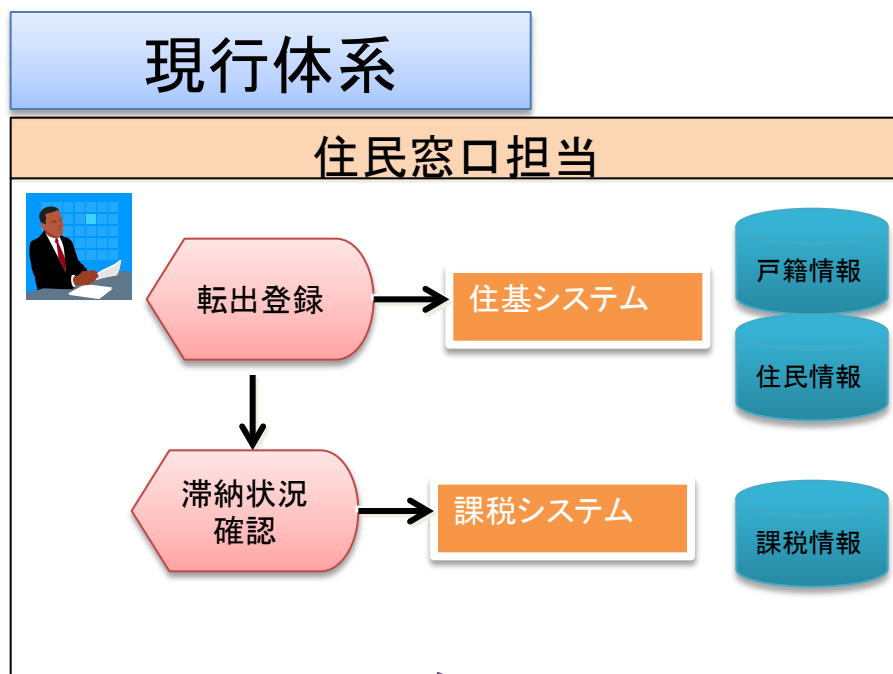 現行体系
住民窓口担当
転出登録
住基システム
戸籍情報
住民情報
滞納状況
確認
課税システム
課税情報